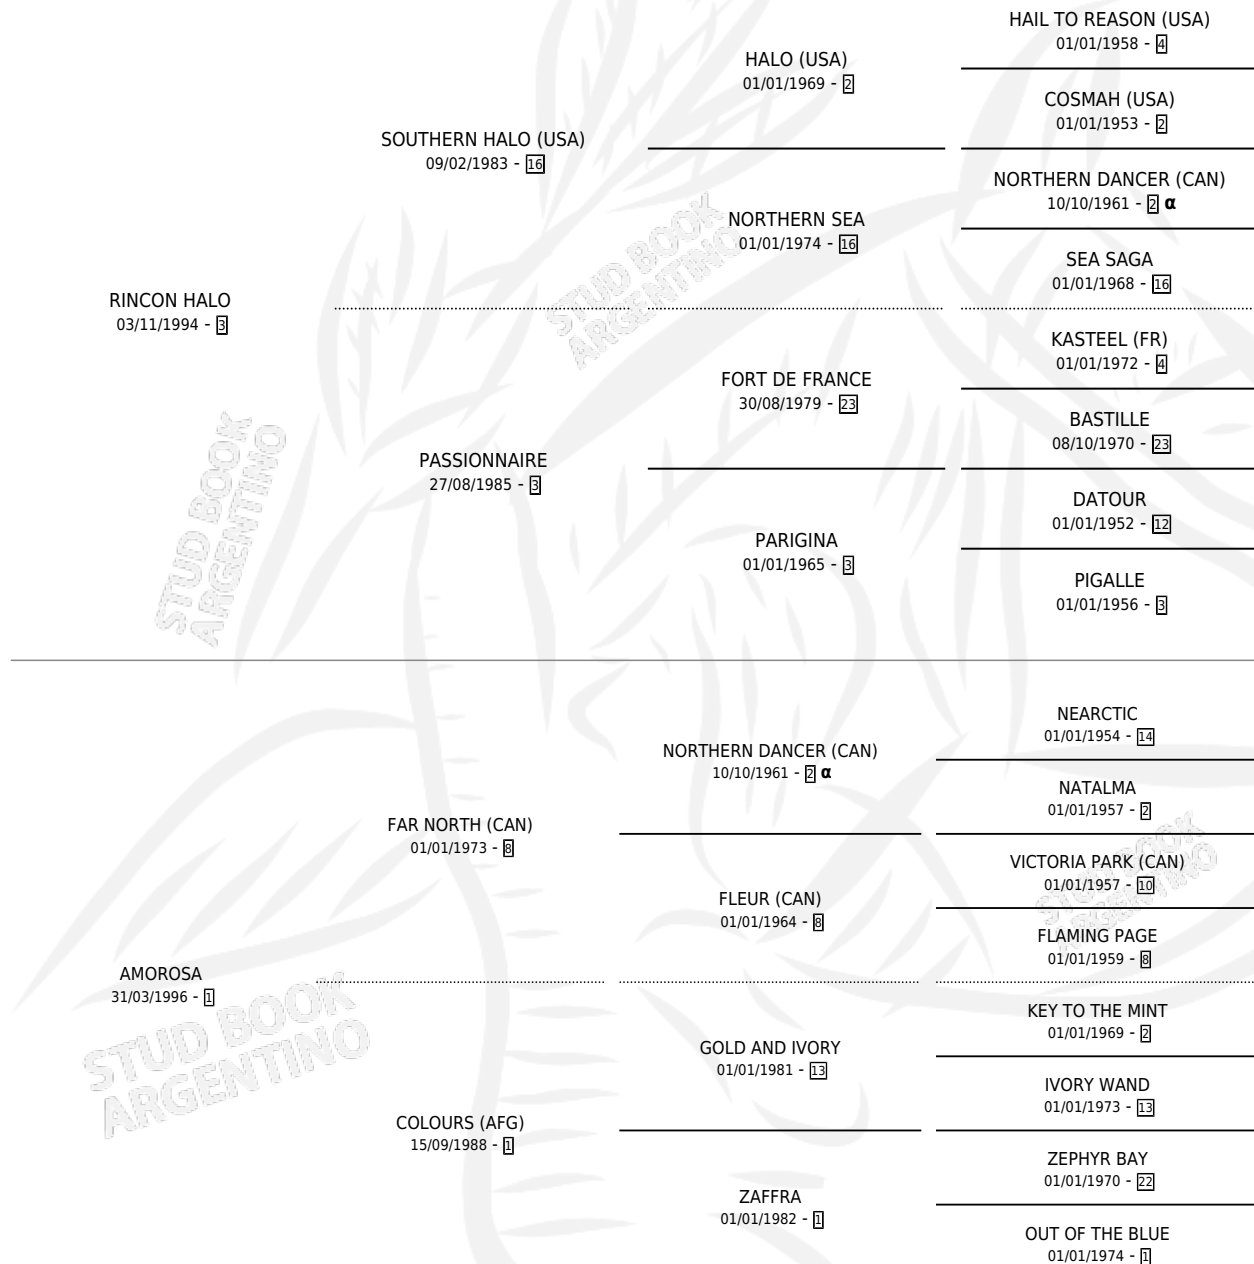 HAIL TO REASON (USA)
01/01/1958 - 4
HALO (USA)
01/01/1969 - 2
COSMAH (USA)
01/01/1953 - 2
SOUTHERN HALO (USA)
09/02/1983 - 16
NORTHERN DANCER (CAN)
10/10/1961 - 2 α
NORTHERN SEA
01/01/1974 - 16
SEA SAGA
01/01/1968 - 16
RINCON HALO
03/11/1994 - 3
KASTEEL (FR)
01/01/1972 - 4
FORT DE FRANCE
30/08/1979 - 23
BASTILLE
08/10/1970 - 23
PASSIONNAIRE
27/08/1985 - 3
DATOUR
01/01/1952 - 12
PARIGINA
01/01/1965 - 3
PIGALLE
01/01/1956 - 3
NEARCTIC
01/01/1954 - 14
NORTHERN DANCER (CAN)
10/10/1961 - 2 α
NATALMA
01/01/1957 - 2
FAR NORTH (CAN)
01/01/1973 - 8
VICTORIA PARK (CAN)
01/01/1957 - 10
FLEUR (CAN)
01/01/1964 - 8
FLAMING PAGE
01/01/1959 - 8
AMOROSA
31/03/1996 - 1
KEY TO THE MINT
01/01/1969 - 2
GOLD AND IVORY
01/01/1981 - 13
IVORY WAND
01/01/1973 - 13
COLOURS (AFG)
15/09/1988 - 1
ZEPHYR BAY
01/01/1970 - 22
ZAFFRA
01/01/1982 - 1
OUT OF THE BLUE
01/01/1974 - 1
STUD BOOK
ARGENTINO
STUD BOOK
ARGENTINO
STUD BOOK
ARGENTINO
STUD BOOK
ARGENTINO